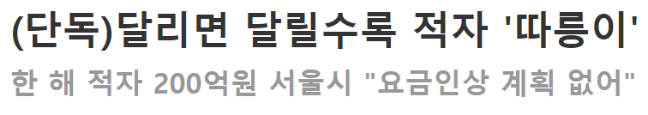 (단독)달리면 달릴수록 적자 '따릉이'
한 해 적자 200억원 서울시 "요금인상 계획 없어"